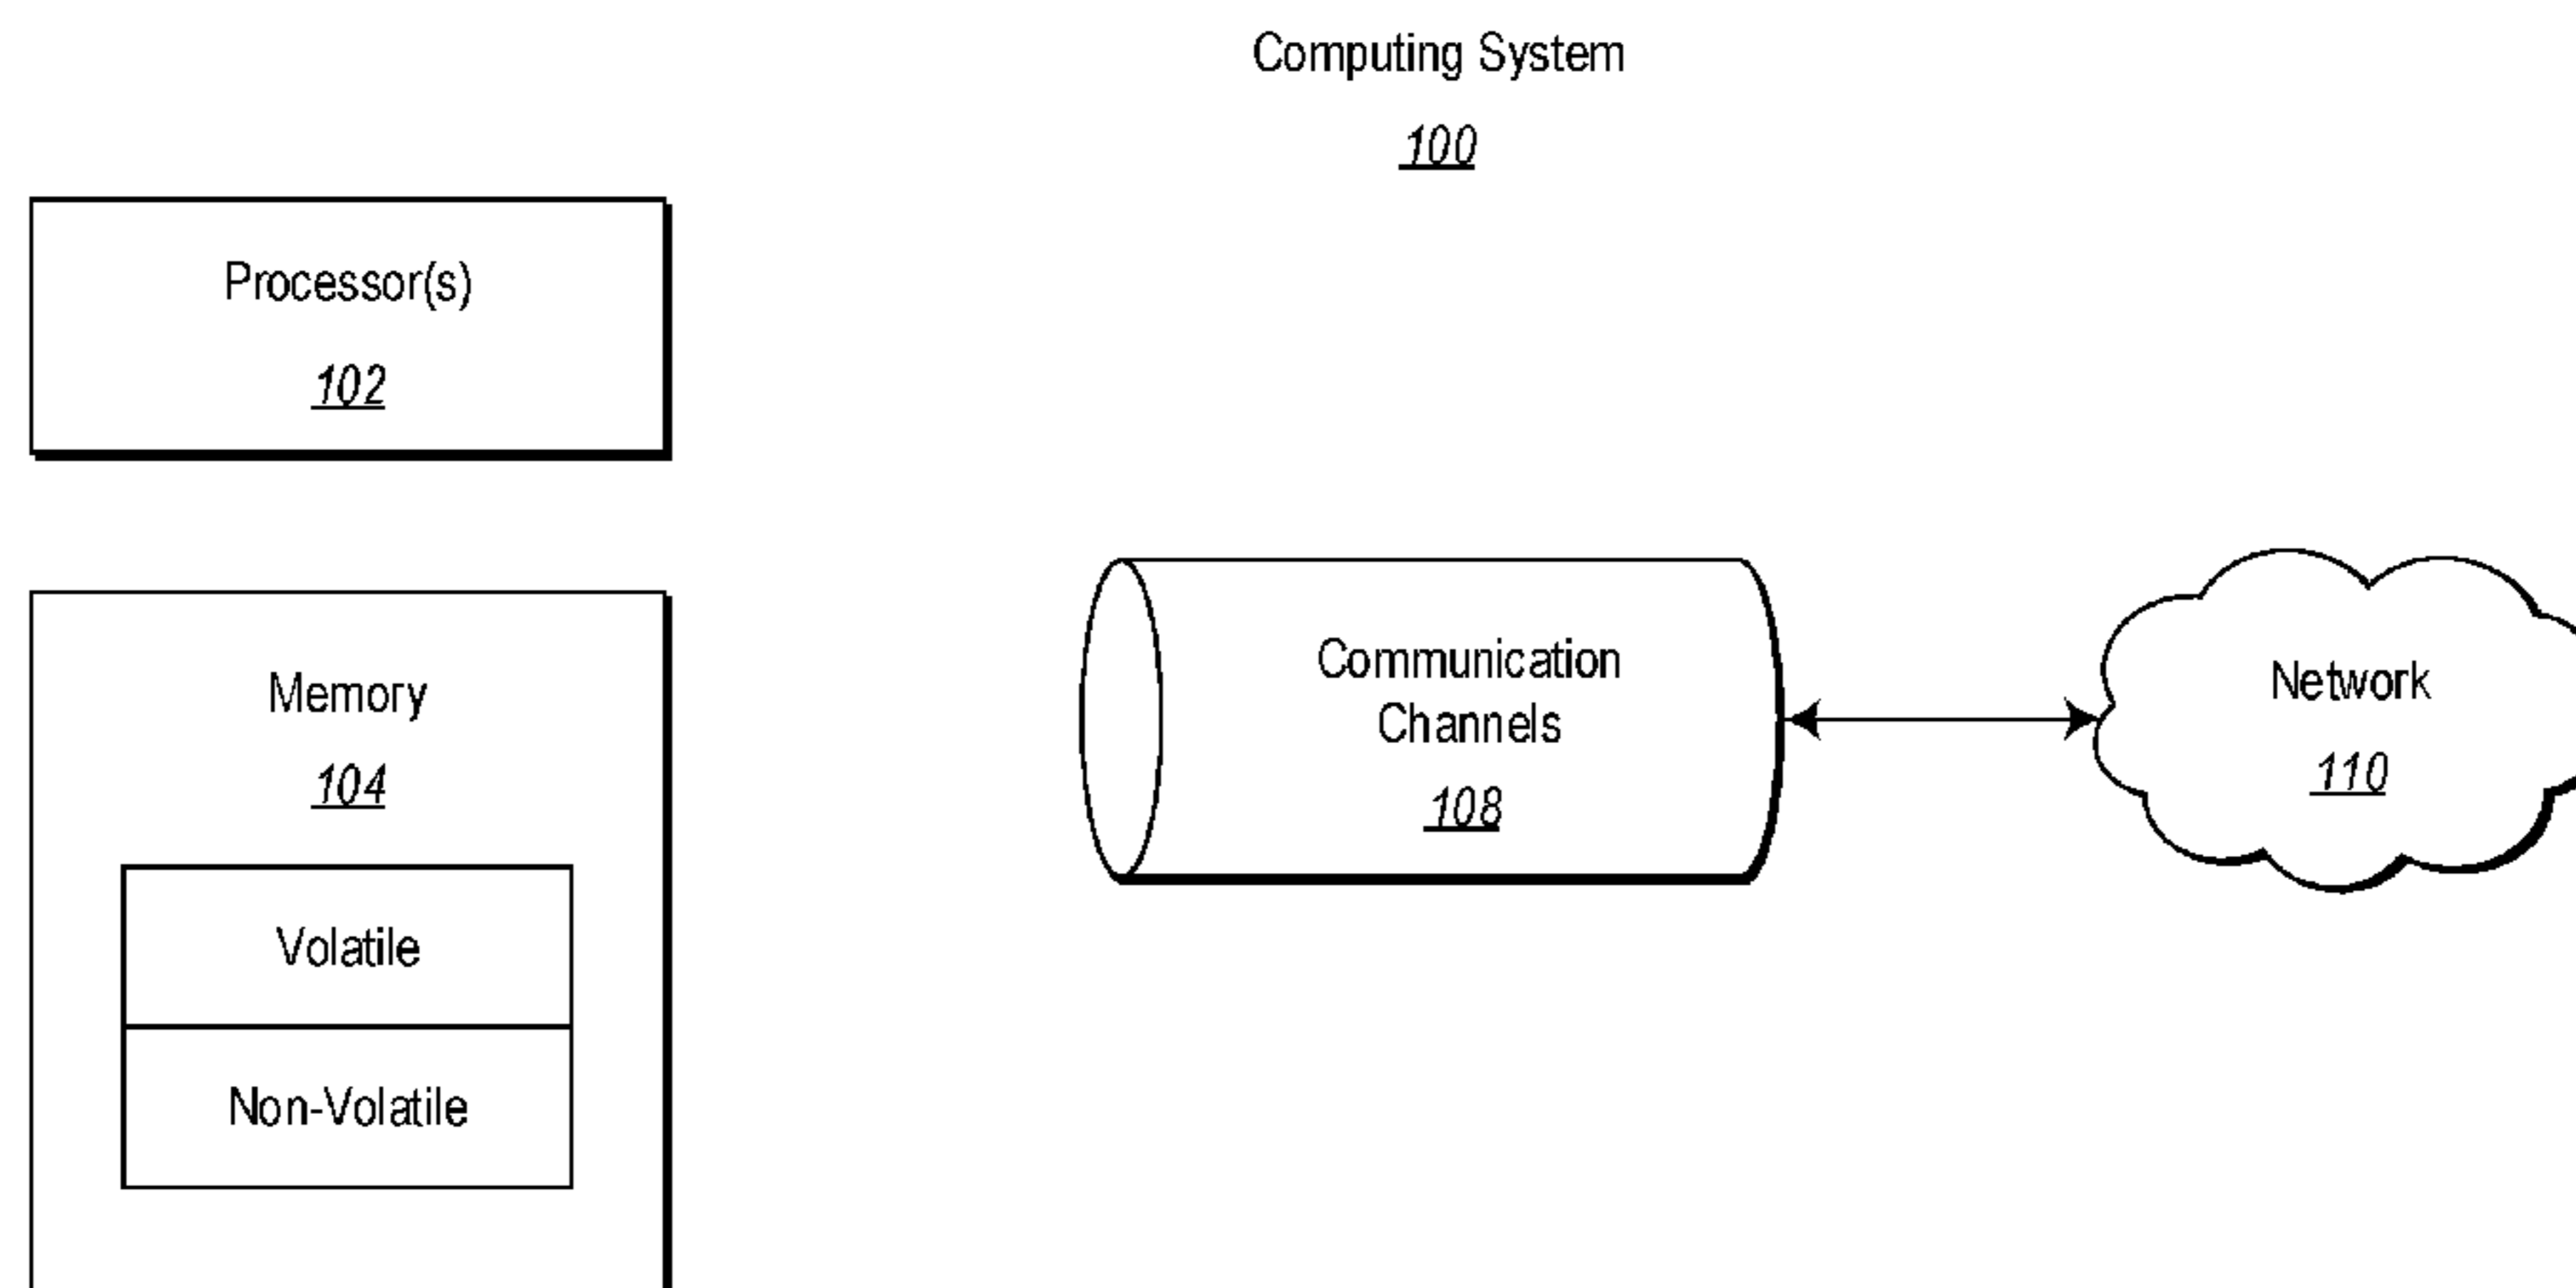 Computing System
100
Processor(s)
102
Memory
104
Volatile
Non-Volatile
Communication
Channels
108
Network
110